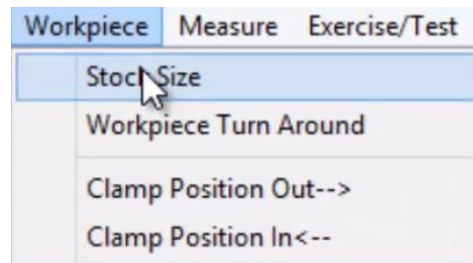 Workpiece Measure Exercise/Test
Stock Size
Workpiece Turn Around
Clamp Position Out-->
Clamp Position In<--